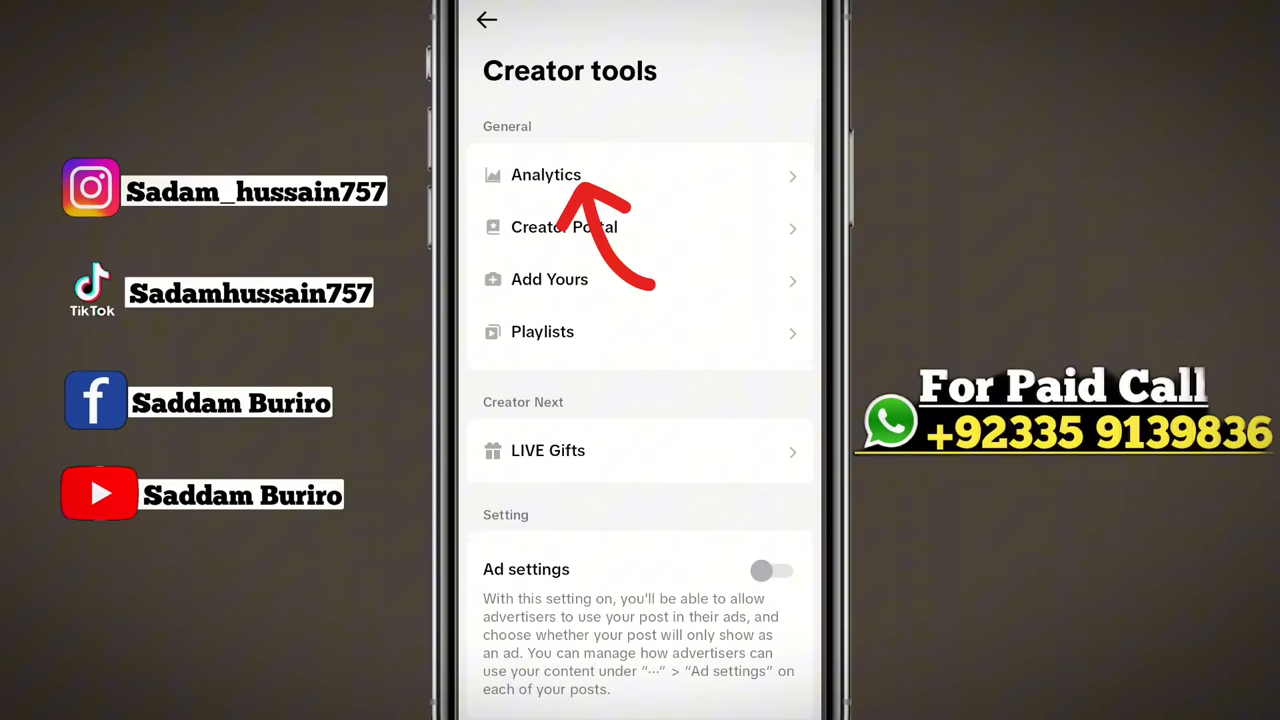 Creator tools
General
Analytics
Creator Portal
Add Yours
Playlists
Creator Next
LIVE Gifts
Setting
Ad settings
With this setting on, you'll be able to allow
advertisers to use your post in their ads, and
choose whether your post will only show as
an ad. You can manage how advertisers can
use your content under “···” > “Ad settings” on
each of your posts.
Sadam_hussain757
TikTok
Sadamhussain757
f
Saddam Buriro
Saddam Buriro
For Paid Call
+92335 9139836